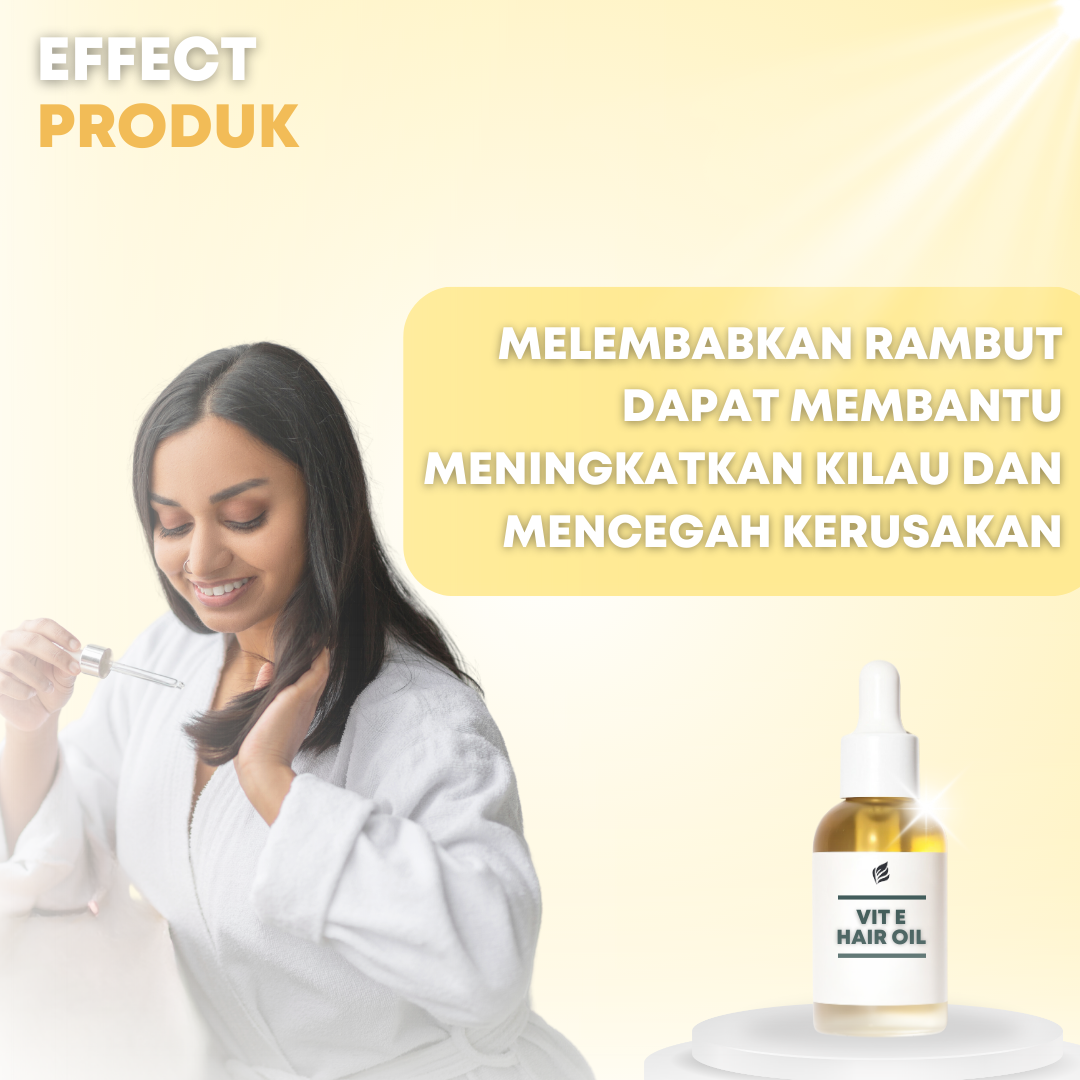 EFFECT
PRODUK
MELEMBABKAN RAMBUT
DAPAT MEMBANTU
MENINGKATKAN KILAU DAN
MENCEGAH KERUSAKAN
VIT E
HAIR OIL